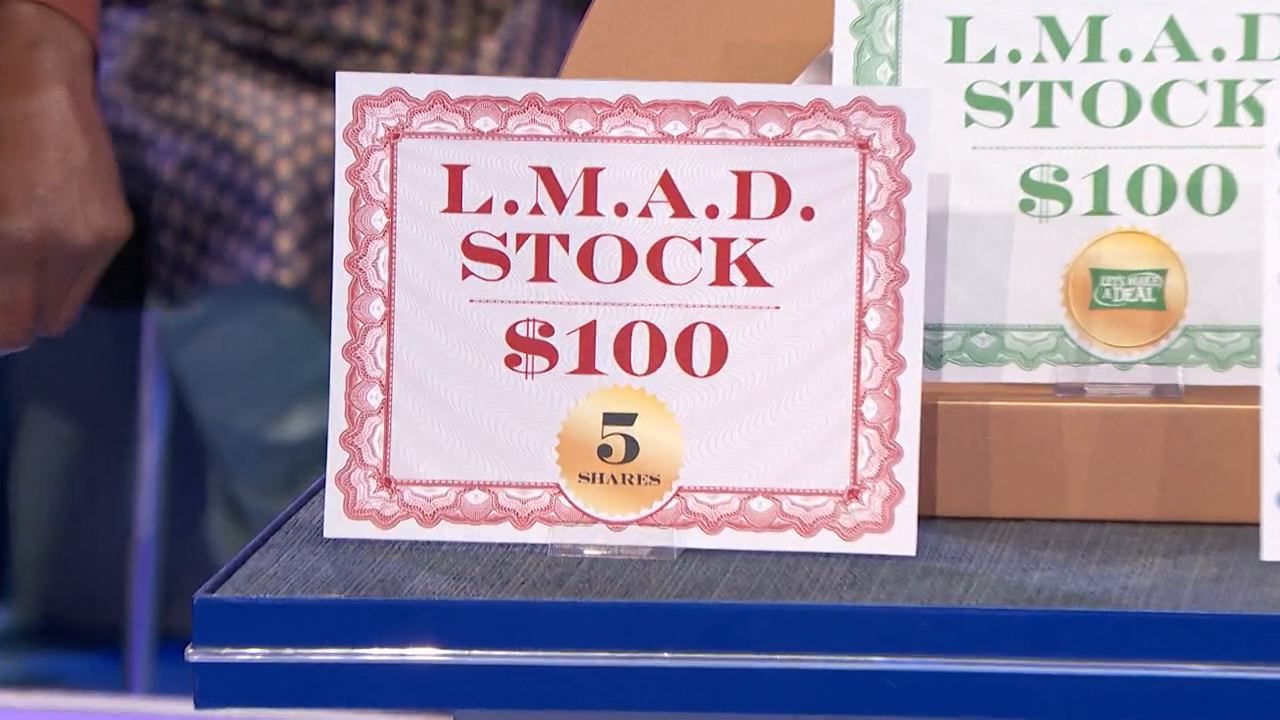 L.M.A.D.
STOCK
$100
5
SHARES
L.M.A.D
STOCK
$100
LET'S MAKE
A DEAL